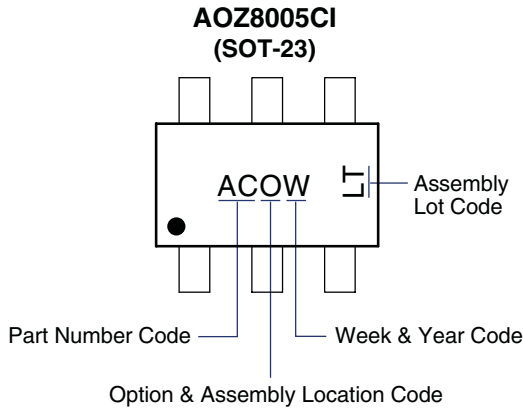 AOZ8005CI
(SOT-23)
ACOW
LT
Assembly
Lot Code
Part Number Code
Week & Year Code
Option & Assembly Location Code